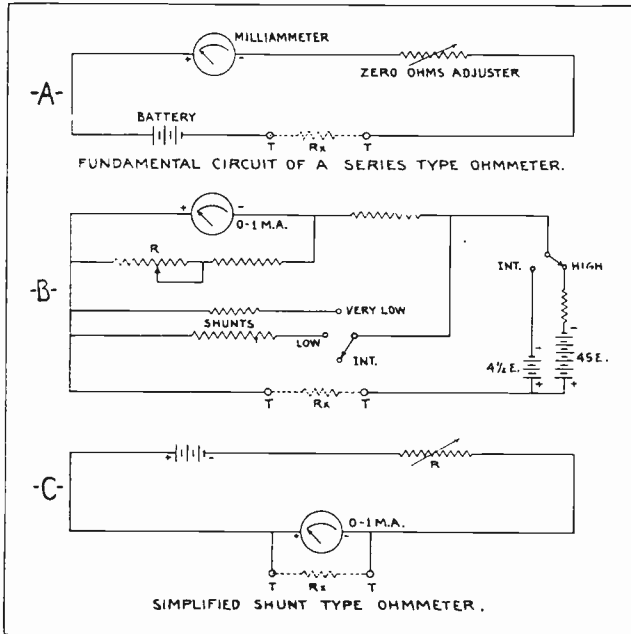 MILLIAMMETER
+ -
-A-
ZERO OHMS ADJUSTER
BATTERY
T Rx T
FUNDAMENTAL CIRCUIT OF A SERIES TYPE OHMMETER.
+ -
0-1 M.A.
R
INT. HIGH
-B-
VERY LOW
SHUNTS
LOW
INT.
- -
4½E. 45E.
+ +
T Rx T
+ -
R
-C-
0-1 M.A.
+ -
T Rx T
SIMPLIFIED SHUNT TYPE OHMMETER.